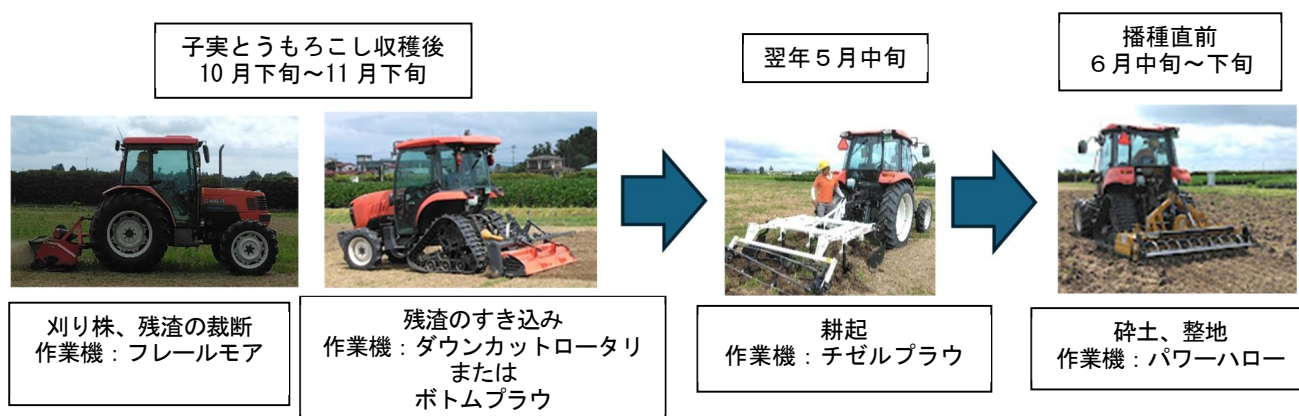 子実とうもろこし収穫後
10月下旬～11月下旬
翌年５月中旬
播種直前
６月中旬～下旬
刈り株、残渣の裁断
作業機：フレールモア
残渣のすき込み
作業機：ダウンカットロータリ
または
ボトムプラウ
耕起
作業機：チゼルプラウ
砕土、整地
作業機：パワーハロー